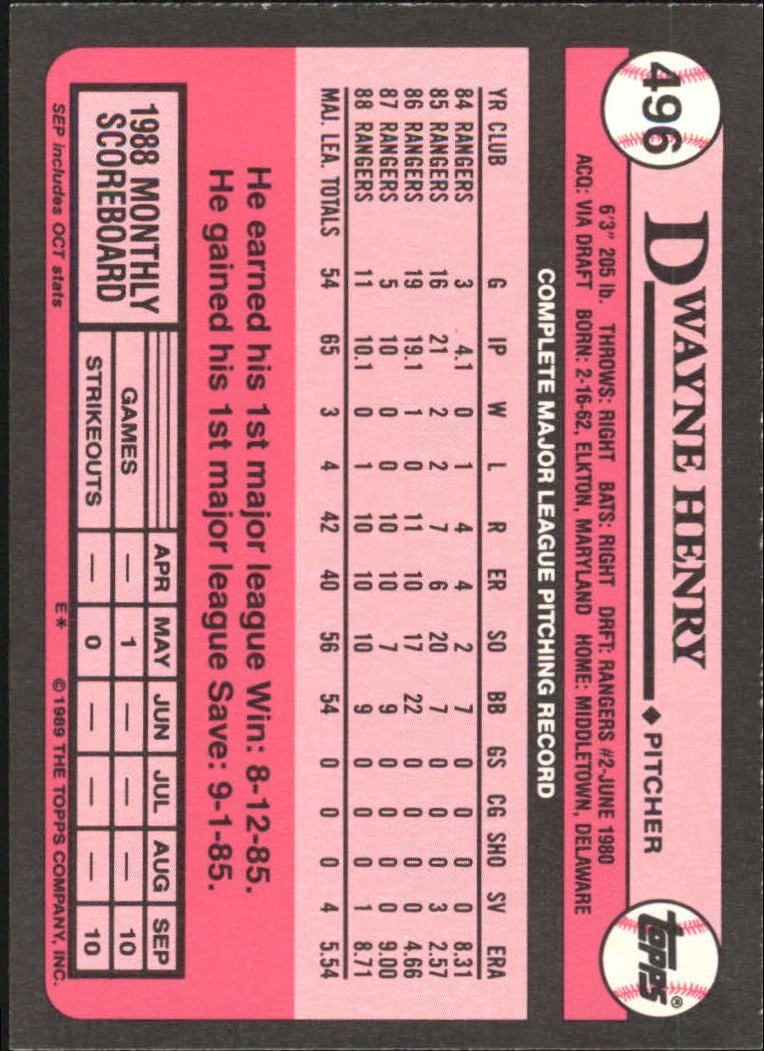 496
DWAYNE HENRY
◆ PITCHER
TOPPS®
6'3" 205 lb. THROWS: RIGHT BATS: RIGHT DRFT: RANGERS #2-JUNE 1980
ACQ: VIA DRAFT BORN: 2-16-62, ELKTON, MARYLAND HOME: MIDDLETOWN, DELAWARE
COMPLETE MAJOR LEAGUE PITCHING RECORD
YR CLUB G IP W L R ER SO BB GS CG SHO SV ERA
84 RANGERS 3 4.1 0 1 4 4 2 7 0 0 0 0 8.31
85 RANGERS 16 21 2 2 7 6 20 7 0 0 0 3 2.57
86 RANGERS 19 19.1 1 0 11 10 17 22 0 0 0 0 4.66
87 RANGERS 5 10 0 0 10 10 7 9 0 0 0 0 9.00
88 RANGERS 11 10.1 0 1 10 10 10 9 0 0 0 1 8.71
MAJ. LEA. TOTALS 54 65 3 4 42 40 56 54 0 0 0 4 5.54
He earned his 1st major league Win: 8-12-85.
He gained his 1st major league Save: 9-1-85.
1988 MONTHLY
SCOREBOARD
APR MAY JUN JUL AUG SEP
GAMES — 1 — — — 10
STRIKEOUTS — 0 — — — 10
SEP includes OCT stats E* ©1989 THE TOPPS COMPANY, INC.